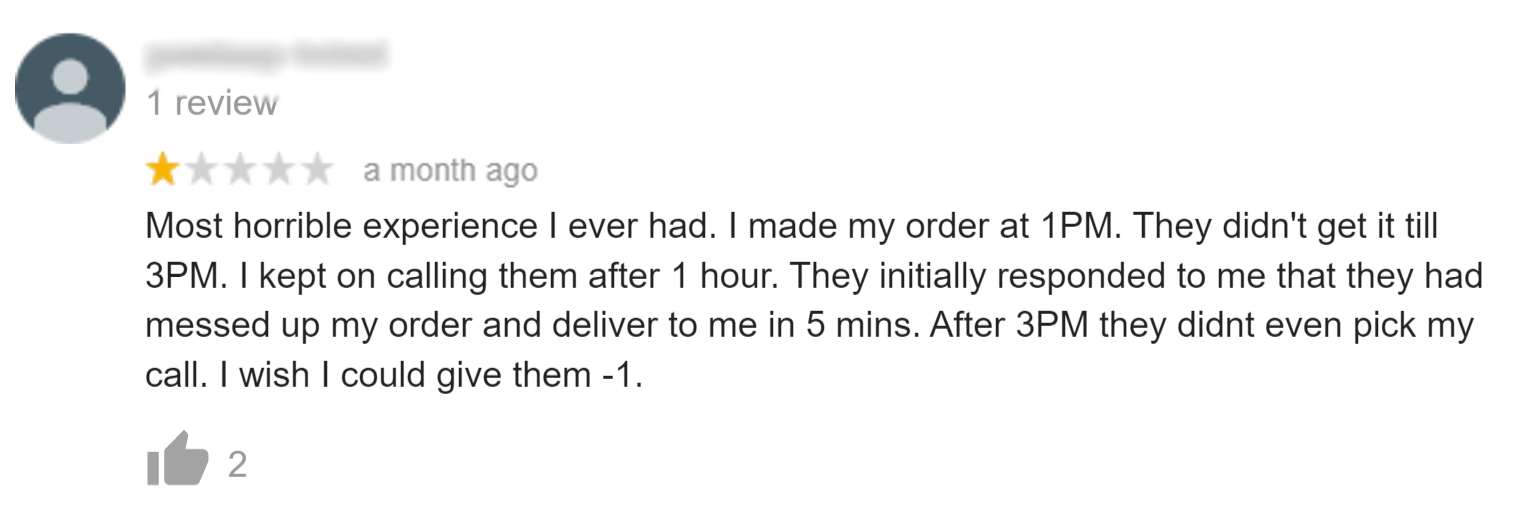 1 review
a month ago
Most horrible experience I ever had. I made my order at 1PM. They didn't get it till
3PM. I kept on calling them after 1 hour. They initially responded to me that they had
messed up my order and deliver to me in 5 mins. After 3PM they didnt even pick my
call. I wish I could give them -1.
2